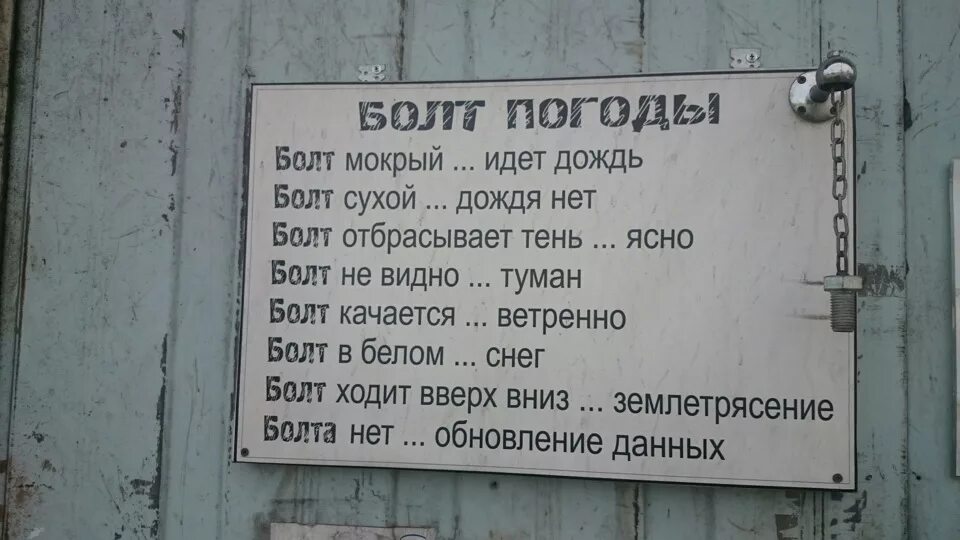 БОЛТ ПОГОДЫ
Болт мокрый ... идет дождь
Болт сухой ... дождя нет
Болт отбрасывает тень ... ясно
Болт не видно ... туман
Болт качается ... ветренно
Болт в белом ... снег
Болт ходит вверх вниз ... землетрясение
Болта нет ... обновление данных